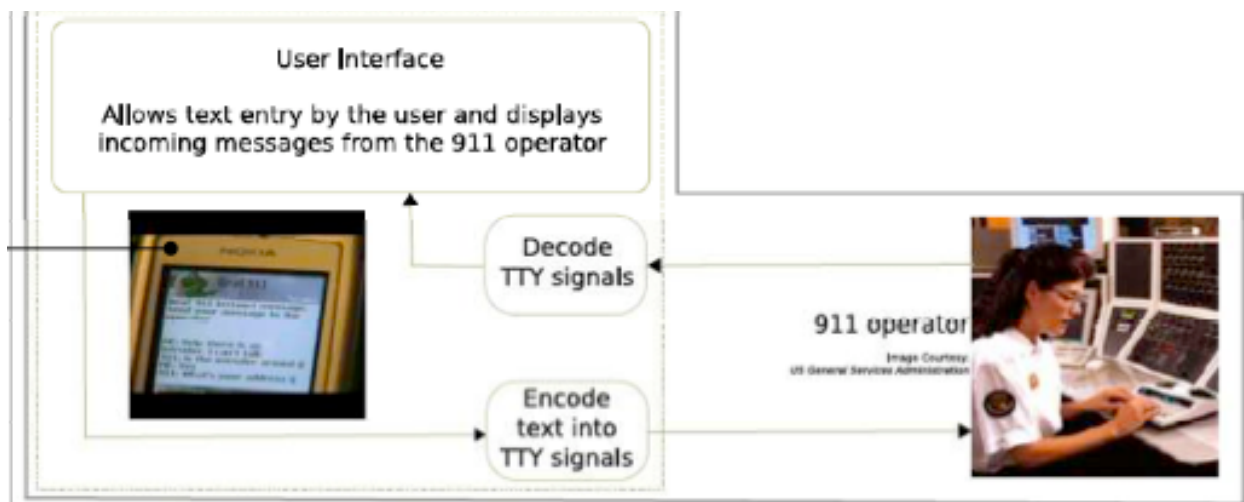 User Interface
Allows text entry by the user and displays
incoming messages from the 911 operator
Decode
TTY signals
911 operator
Image Courtesy:
US General Services Administration
Encode
text into
TTY signals